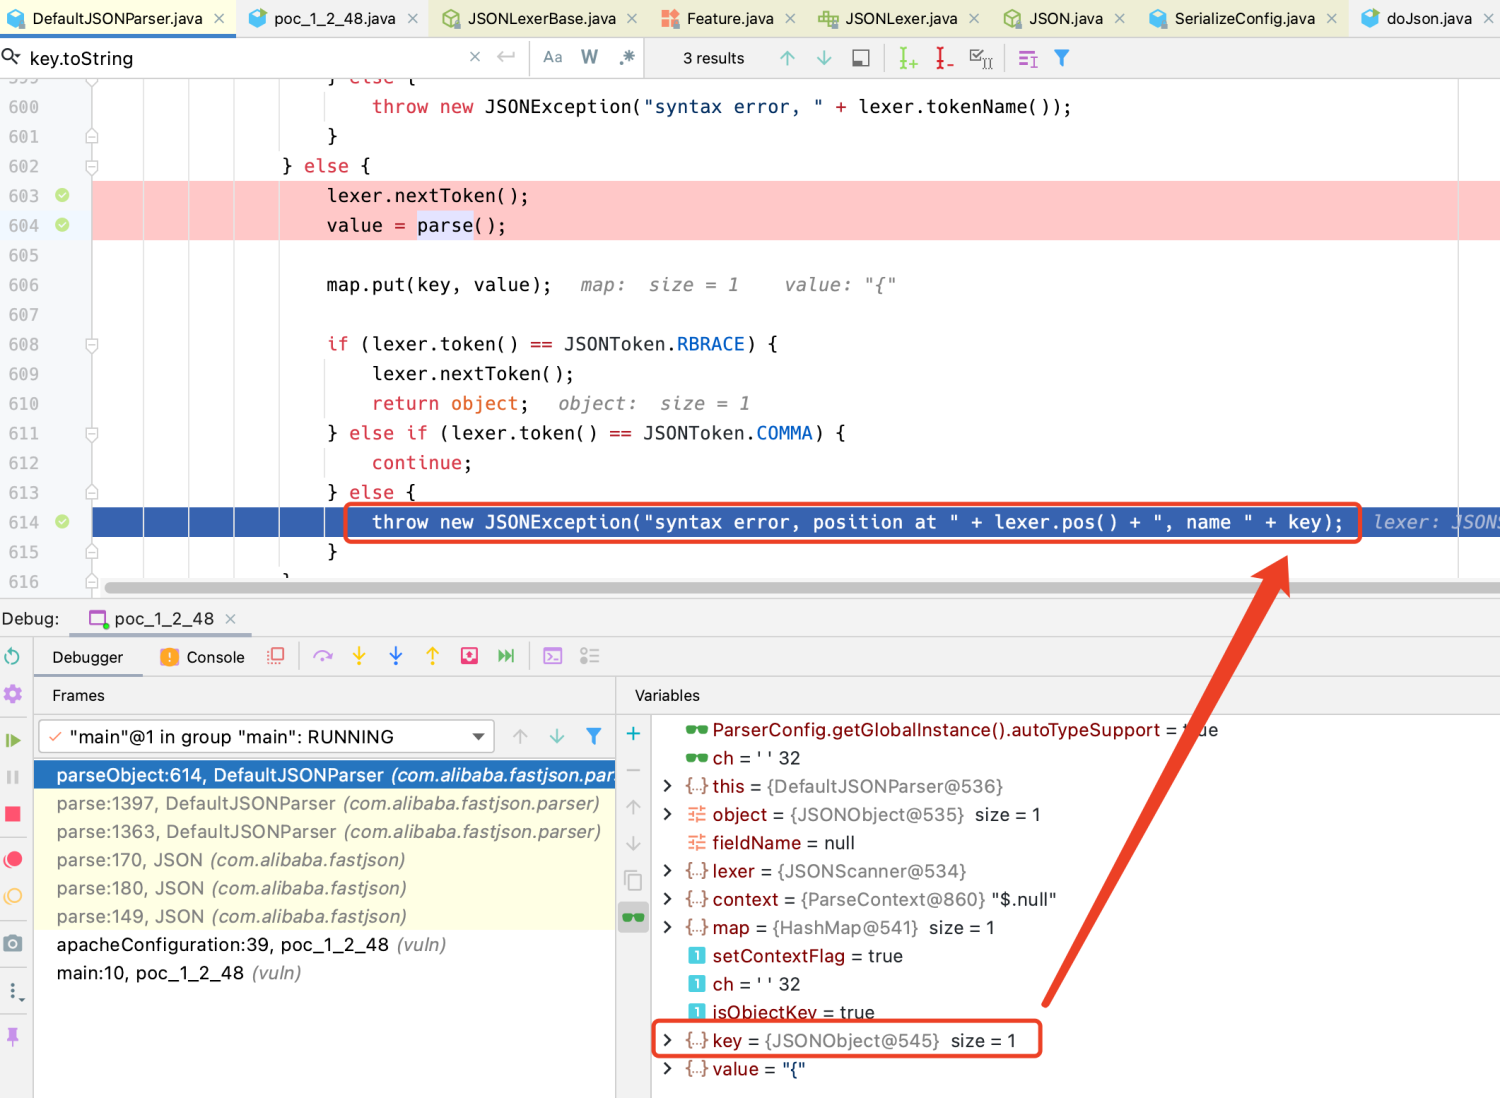 DefaultJSONParser.java poc_1_2_48.java JSONLexerBase.java Feature.java JSONLexer.java JSON.java SerializeConfig.java doJson.java
key.toString Aa W .* 3 results
599 } else {
600 throw new JSONException("syntax error, " + lexer.tokenName());
601 }
602 } else {
603 lexer.nextToken();
604 value = parse();
605
606 map.put(key, value); map: size = 1 value: "{"
607
608 if (lexer.token() == JSONToken.RBRACE) {
609 lexer.nextToken();
610 return object; object: size = 1
611 } else if (lexer.token() == JSONToken.COMMA) {
612 continue;
613 } else {
614 throw new JSONException("syntax error, position at " + lexer.pos() + ", name " + key); lexer: JSONS
615 }
616 }
Debug: poc_1_2_48
Debugger Console
Frames
"main"@1 in group "main": RUNNING
parseObject:614, DefaultJSONParser (com.alibaba.fastjson.par
parse:1397, DefaultJSONParser (com.alibaba.fastjson.parser)
parse:1363, DefaultJSONParser (com.alibaba.fastjson.parser)
parse:170, JSON (com.alibaba.fastjson)
parse:180, JSON (com.alibaba.fastjson)
parse:149, JSON (com.alibaba.fastjson)
apacheConfiguration:39, poc_1_2_48 (vuln)
main:10, poc_1_2_48 (vuln)
Variables
ParserConfig.getGlobalInstance().autoTypeSupport = true
ch = ' ' 32
{...} this = {DefaultJSONParser@536}
object = {JSONObject@535} size = 1
fieldName = null
{...} lexer = {JSONScanner@534}
{...} context = {ParseContext@860} "$.null"
{...} map = {HashMap@541} size = 1
1 setContextFlag = true
1 ch = ' ' 32
1 isObjectKey = true
{...} key = {JSONObject@545} size = 1
{...} value = "{"